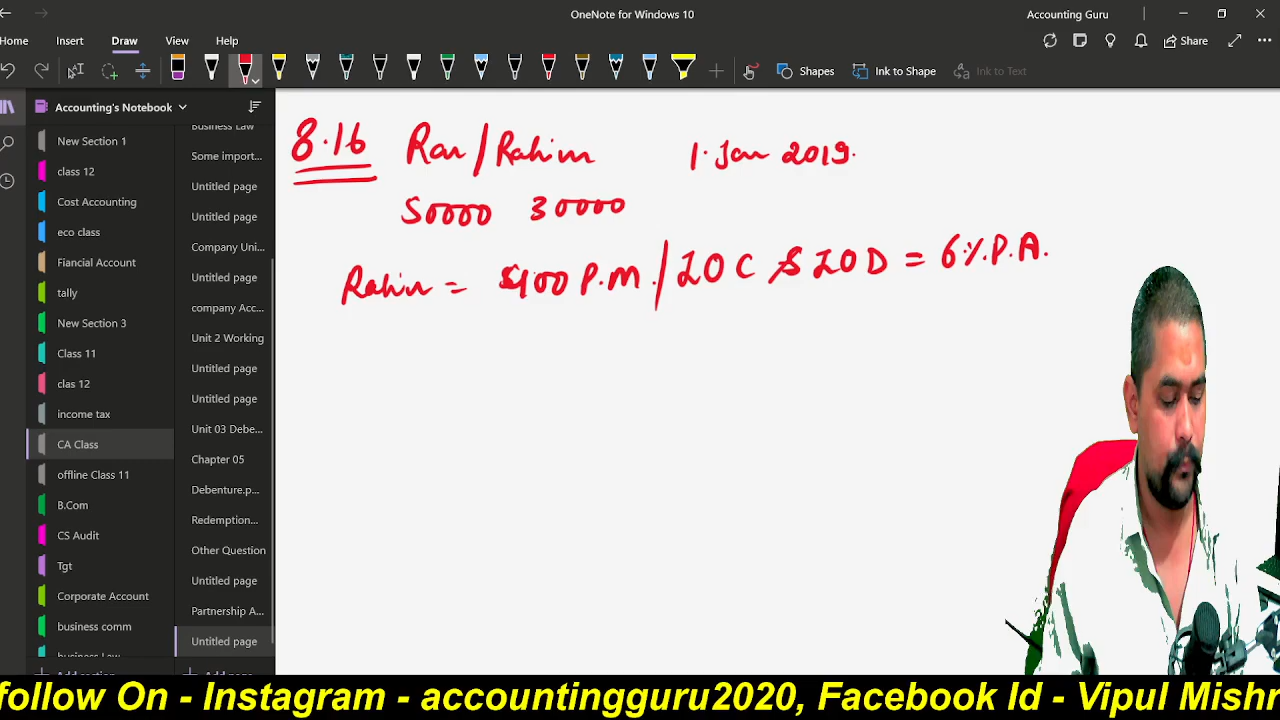 OneNote for Windows 10
Accounting Guru
Home Insert Draw View Help
Share
Shapes Ink to Shape Ink to Text
Accounting's Notebook
New Section 1
class 12
Cost Accounting
eco class
Fiancial Account
tally
New Section 3
Class 11
clas 12
income tax
CA Class
offline Class 11
B.Com
CS Audit
Tgt
Corporate Account
business comm
business Law
Business Law
Some import...
Untitled page
Untitled page
Company Uni...
Untitled page
company Acc...
Unit 2 Working
Untitled page
Untitled page
Unit 03 Debe...
Chapter 05
Debenture.p...
Redemption...
Other Question
Untitled page
Partnership A...
Untitled page
8.16 Ram/Rahim 1. Jan 2019.
50000 30000
Rahim = 400 P.M./IOC & IOD = 6%.P.A.
follow On - Instagram - accountingguru2020, Facebook Id - Vipul Mishr